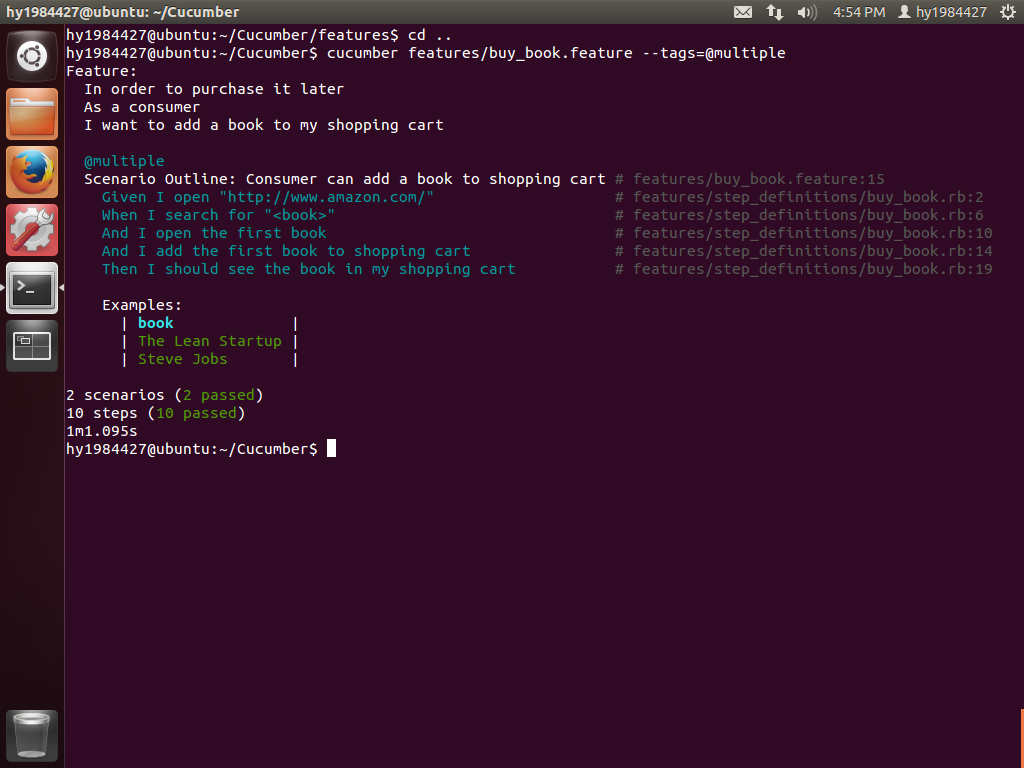 hy1984427@ubuntu: ~/Cucumber
4:54 PM
hy1984427
hy1984427@ubuntu:~/Cucumber/features$ cd ..
hy1984427@ubuntu:~/Cucumber$ cucumber features/buy_book.feature --tags=@multiple
Feature:
  In order to purchase it later
  As a consumer
  I want to add a book to my shopping cart
  @multiple
  Scenario Outline: Consumer can add a book to shopping cart # features/buy_book.feature:15
    Given I open "http://www.amazon.com/"                    # features/step_definitions/buy_book.rb:2
    When I search for "<book>"                               # features/step_definitions/buy_book.rb:6
    And I open the first book                                # features/step_definitions/buy_book.rb:10
    And I add the first book to shopping cart                # features/step_definitions/buy_book.rb:14
    Then I should see the book in my shopping cart           # features/step_definitions/buy_book.rb:19
    Examples:
      | book             |
      | The Lean Startup |
      | Steve Jobs       |
2 scenarios (2 passed)
10 steps (10 passed)
1m1.095s
hy1984427@ubuntu:~/Cucumber$